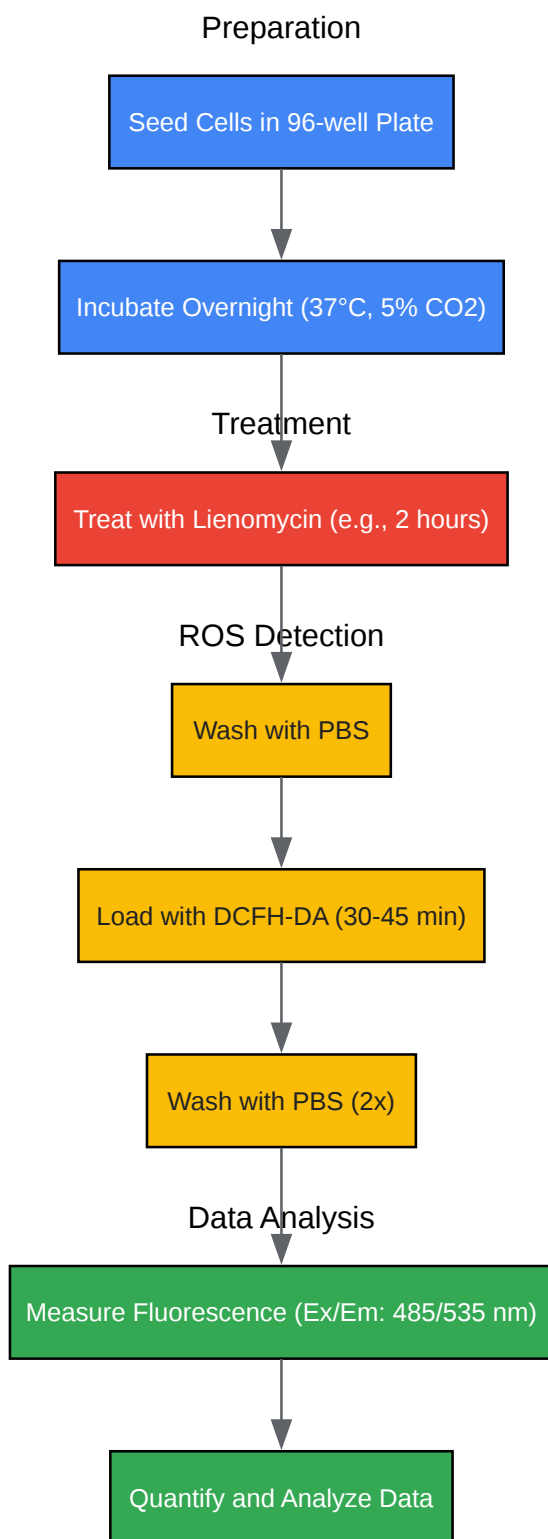 Preparation
Seed Cells in 96-well Plate
Incubate Overnight (37°C, 5% CO2)
Treatment
Treat with Lienomycin (e.g., 2 hours)
ROS Detection
Wash with PBS
Load with DCFH-DA (30-45 min)
Wash with PBS (2x)
Data Analysis
Measure Fluorescence (Ex/Em: 485/535 nm)
Quantify and Analyze Data